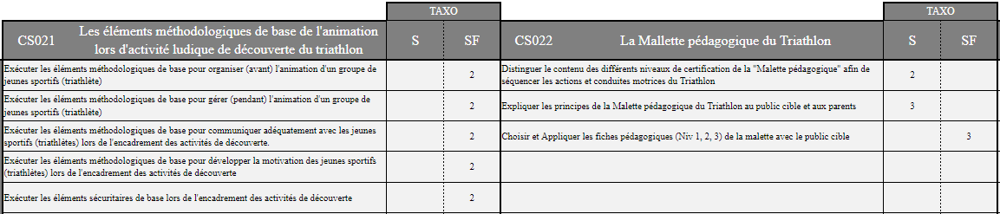 TAXO
CS021
Les éléments méthodologiques de base de l'animation
lors d'activité ludique de découverte du triathlon
S
SF
Exécuter les éléments méthodologiques de base pour organiser (avant) l'animation d'un groupe de
jeunes sportifs (triathlète)
2
Exécuter les éléments méthodologiques de base pour gérer (pendant) l'animation d'un groupe de
jeunes sportifs (triathlète)
2
Exécuter les éléments méthodologiques de base pour communiquer adéquatement avec les jeunes
sportifs (triathlètes) lors de l'encadrement des activités de découverte.
2
Exécuter les éléments méthodologiques de base pour développer la motivation des jeunes sportifs
(triathlètes) lors de l'encadrement des activités de découverte
2
Exécuter les éléments sécuritaires de base lors de l'encadrement des activités de découverte
2
TAXO
CS022
La Mallette pédagogique du Triathlon
S
SF
Distinguer le contenu des différents niveaux de certification de la "Malette pédagogique" afin de
séquencer les actions et conduites motrices du Triathlon
2
Expliquer les principes de la Malette pédagogique du Triathlon au public cible et aux parents
3
Choisir et Appliquer les fiches pédagogiques (Niv 1, 2, 3) de la malette avec le public cible
3